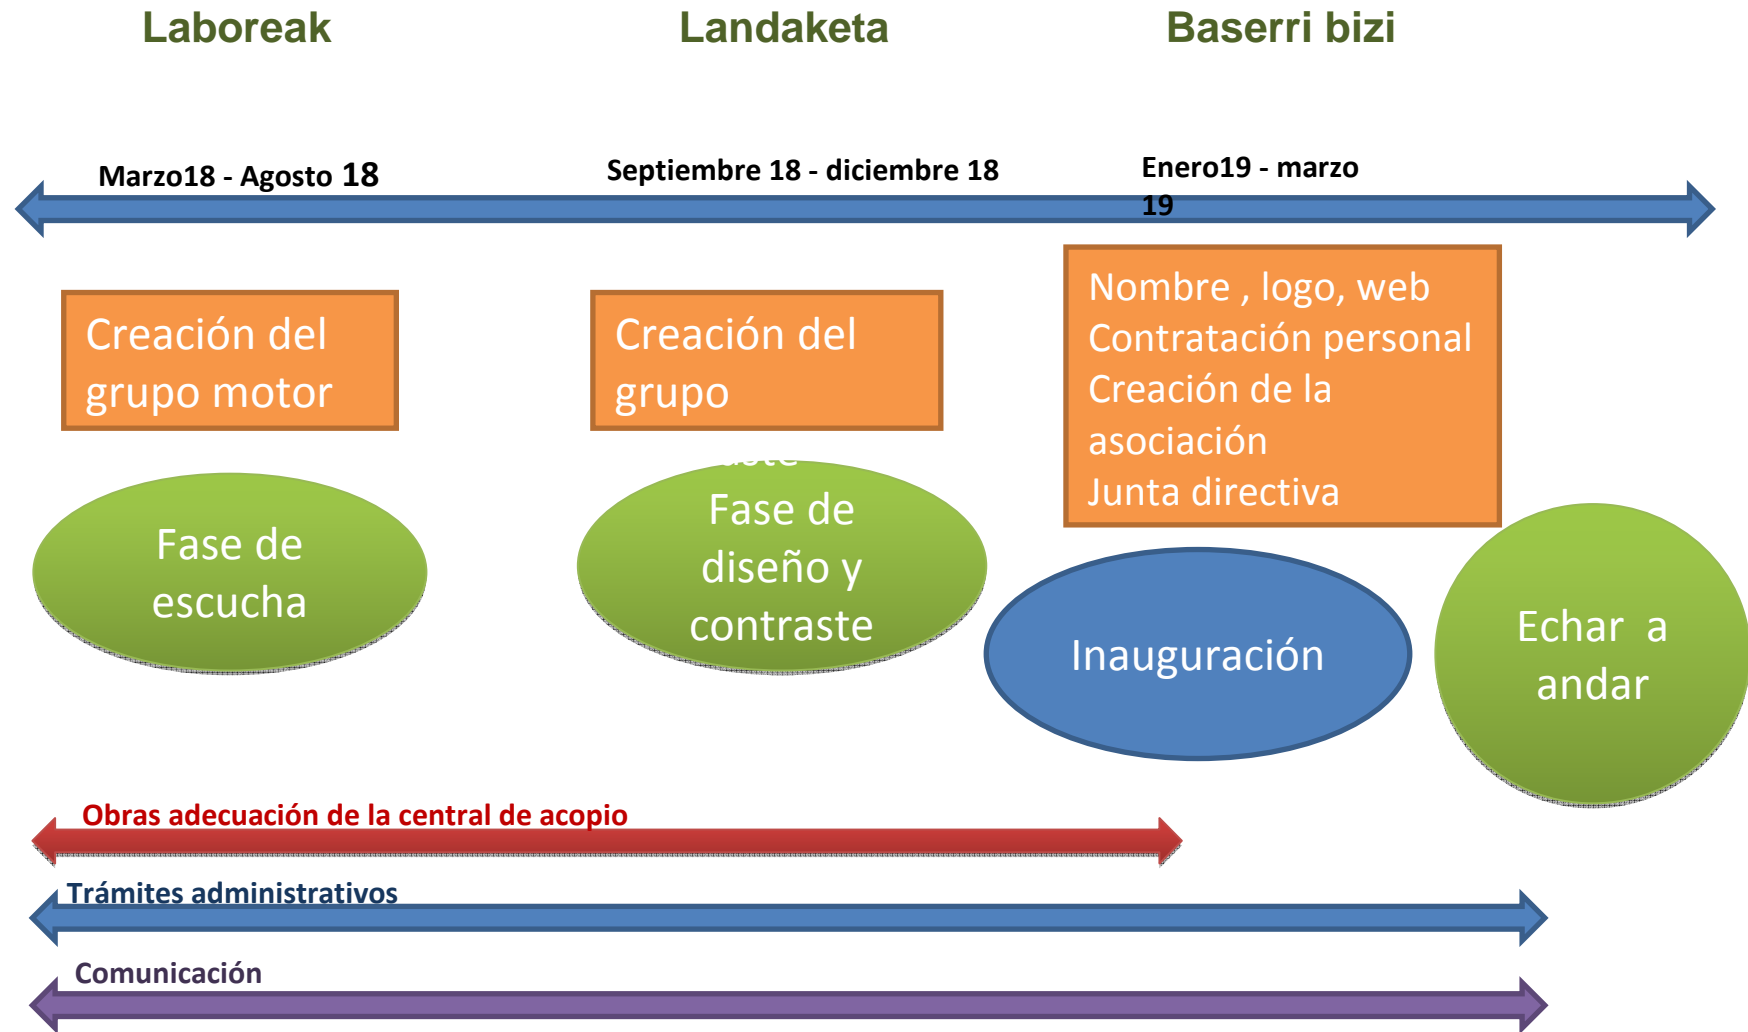 Laboreak
Landaketa
Baserri bizi
Marzo18 - Agosto 18
Septiembre 18 - diciembre 18
Enero19 - marzo
19
Creación del
grupo motor
Creación del
grupo
Nombre , logo, web
Contratación personal
Creación de la
asociación
Junta directiva
Fase de
escucha
Fase de
diseño y
contraste
Inauguración
Echar a
andar
Obras adecuación de la central de acopio
Trámites administrativos
Comunicación